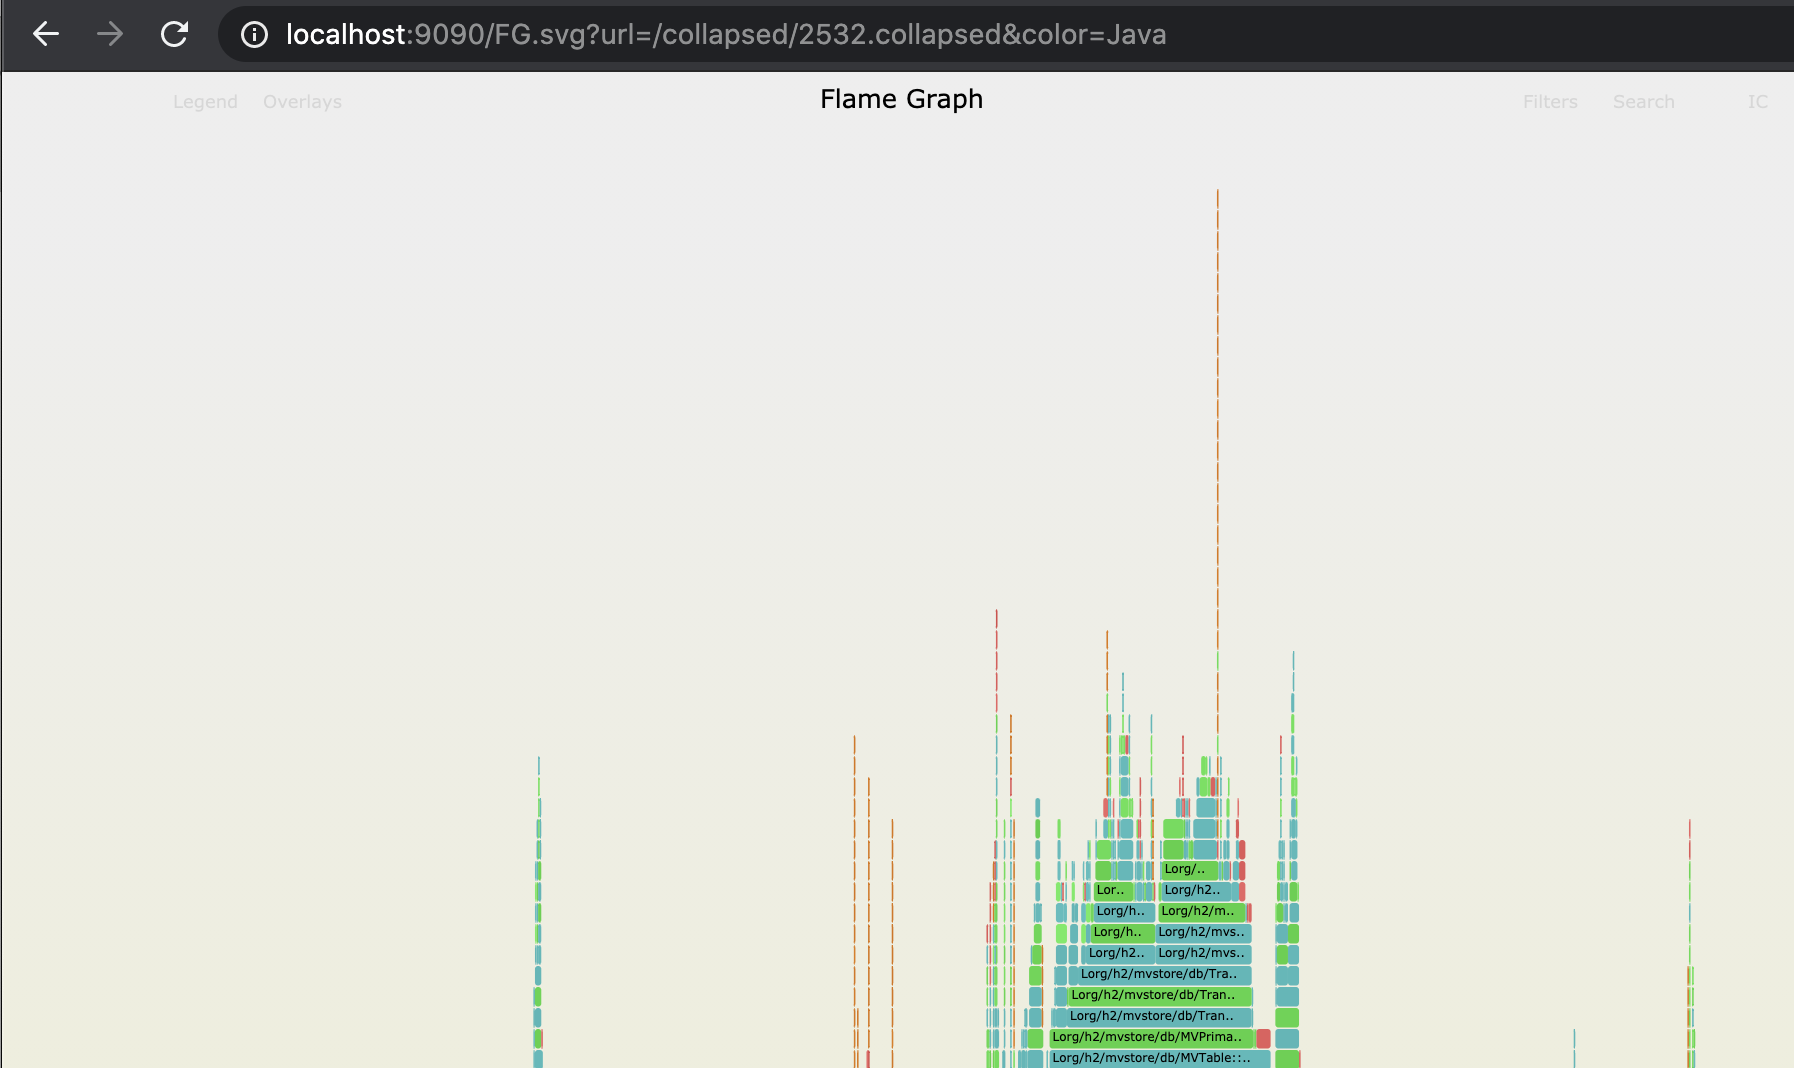 localhost:9090/FG.svg?url=/collapsed/2532.collapsed&color=Java
Legend Overlays Flame Graph Filters Search IC
Lorg/..
Lor.. Lorg/h2..
Lorg/h.. Lorg/h2/m..
Lorg/h.. Lorg/h2/mvs..
Lorg/h2.. Lorg/h2/mvs..
Lorg/h2/mvstore/db/Tra..
Lorg/h2/mvstore/db/Tran..
Lorg/h2/mvstore/db/Tran..
Lorg/h2/mvstore/db/MVPrima..
Lorg/h2/mvstore/db/MVTable::..